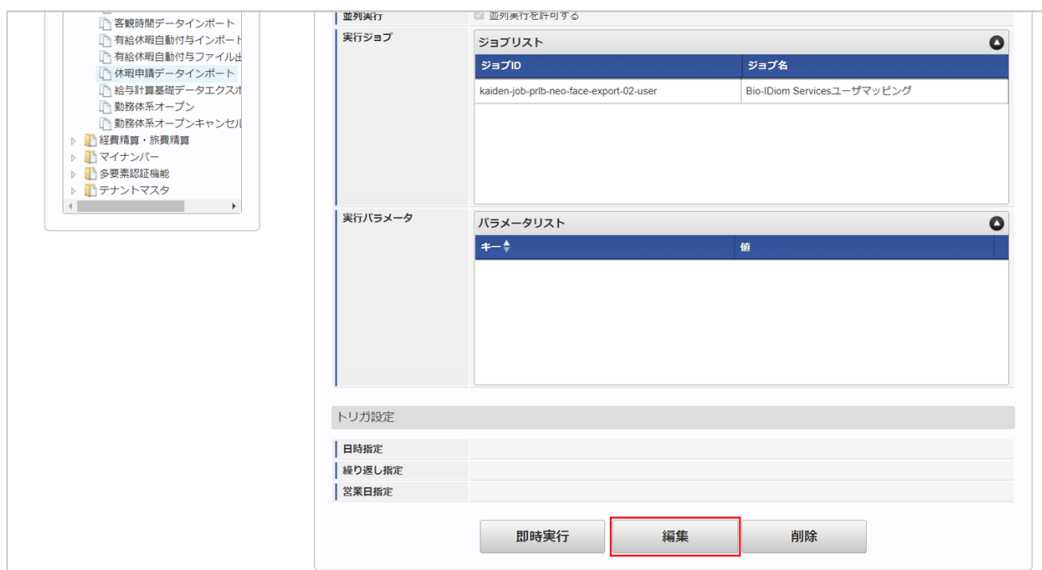 客観時間データインポート
有給休暇自動付与インポート
有給休暇自動付与ファイル出
休暇申請データインポート
給与計算基礎データエクスポ
勤務体系オープン
勤務体系オープンキャンセル
経費精算・旅費精算
マイナンバー
多要素認証機能
テナントマスタ
並列実行
並列実行を許可する
実行ジョブ
ジョブリスト
ジョブID
ジョブ名
kaiden-job-prlb-neo-face-export-02-user
Bio-IDiom Servicesユーザマッピング
実行パラメータ
パラメータリスト
キー
値
トリガ設定
日時指定
繰り返し指定
営業日指定
即時実行
編集
削除